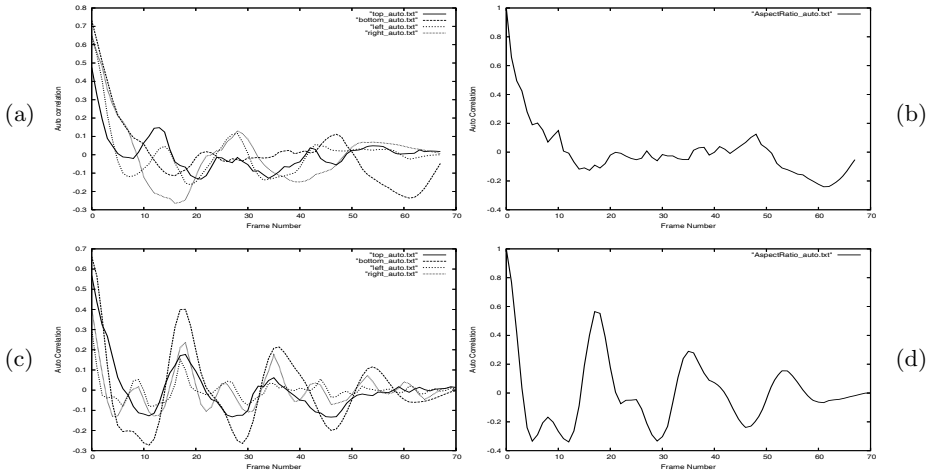 (a)
Auto correlation
0.8
0.7
0.6
0.5
0.4
0.3
0.2
0.1
0
-0.1
-0.2
-0.3
0 10 20 30 40 50 60 70
Frame Number
"top_auto.txt"
"bottom_auto.txt"
"left_auto.txt"
"right_auto.txt"
(b)
Auto Correlation
1
0.8
0.6
0.4
0.2
0
-0.2
-0.4
0 10 20 30 40 50 60 70
Frame Number
"AspectRatio_auto.txt"
(c)
Auto Correlation
0.7
0.6
0.5
0.4
0.3
0.2
0.1
0
-0.1
-0.2
-0.3
0 10 20 30 40 50 60 70
Frame Number
"top_auto.txt"
"bottom_auto.txt"
"left_auto.txt"
"right_auto.txt"
(d)
Auto Correlation
1
0.8
0.6
0.4
0.2
0
-0.2
-0.4
0 10 20 30 40 50 60 70
Frame Number
"AspectRatio_auto.txt"